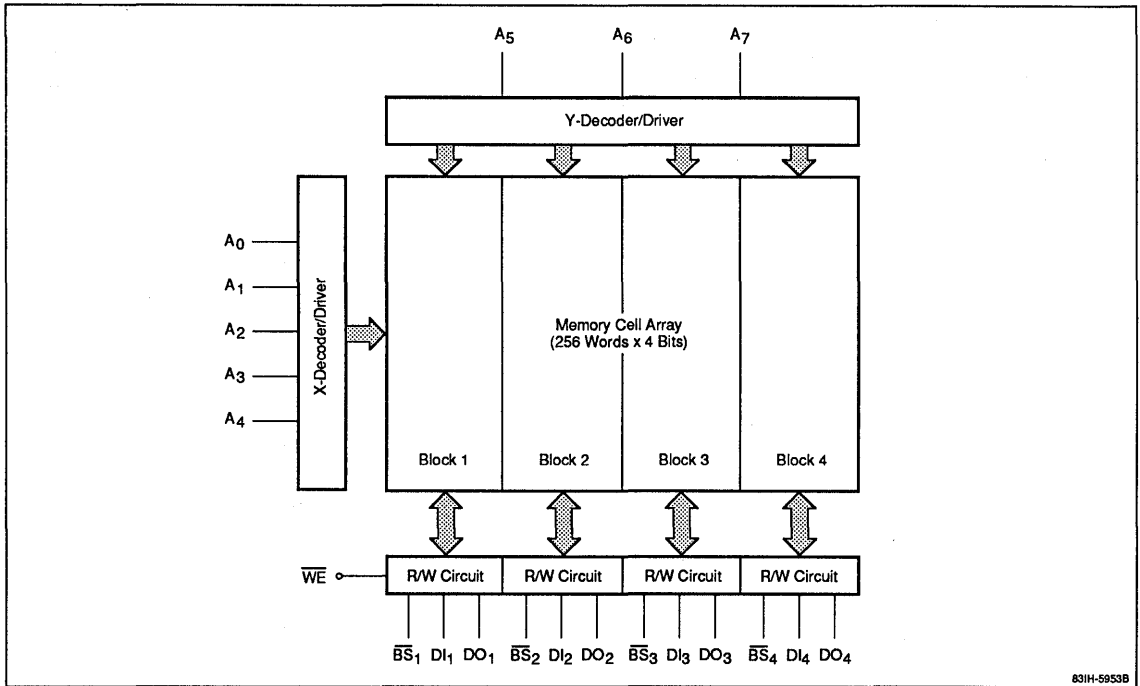 A5 A6 A7
Y-Decoder/Driver
X-Decoder/Driver
A0
A1
A2
A3
A4
Memory Cell Array
(256 Words x 4 Bits)
Block 1 Block 2 Block 3 Block 4
WE
R/W Circuit R/W Circuit R/W Circuit R/W Circuit
BS1 DI1 DO1 BS2 DI2 DO2 BS3 DI3 DO3 BS4 DI4 DO4
83IH-5953B